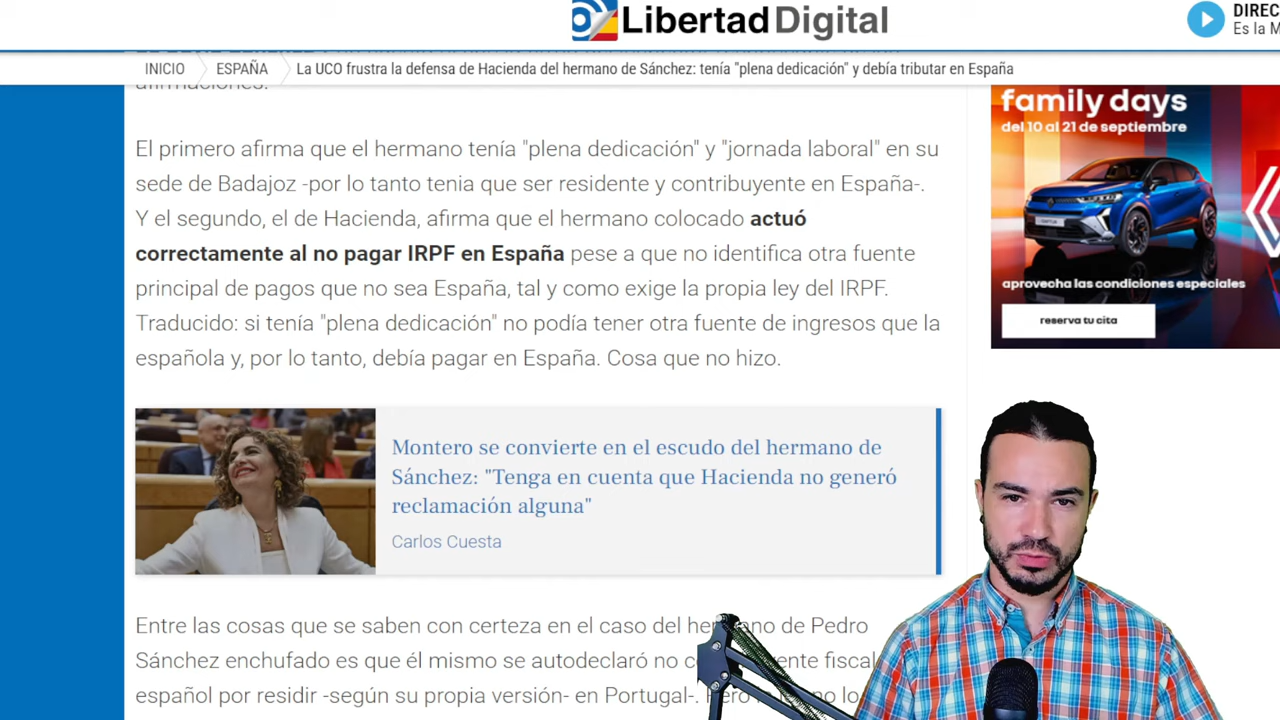 Libertad Digital
DIREC
Es la M
INICIO ESPAÑA La UCO frustra la defensa de Hacienda del hermano de Sánchez: tenía "plena dedicación" y debía tributar en España
afirmaciones.
El primero afirma que el hermano tenía "plena dedicación" y "jornada laboral" en su
sede de Badajoz -por lo tanto tenia que ser residente y contribuyente en España-.
Y el segundo, el de Hacienda, afirma que el hermano colocado actuó
correctamente al no pagar IRPF en España pese a que no identifica otra fuente
principal de pagos que no sea España, tal y como exige la propia ley del IRPF.
Traducido: si tenía "plena dedicación" no podía tener otra fuente de ingresos que la
española y, por lo tanto, debía pagar en España. Cosa que no hizo.
Montero se convierte en el escudo del hermano de
Sánchez: "Tenga en cuenta que Hacienda no generó
reclamación alguna"
Carlos Cuesta
Entre las cosas que se saben con certeza en el caso del hermano de Pedro
Sánchez enchufado es que él mismo se autodeclaró no fiscal
español por residir -según su propia versión- en Portugal-.
family days
del 10 al 21 de septiembre
aprovecha las condiciones especiales
reserva tu cita